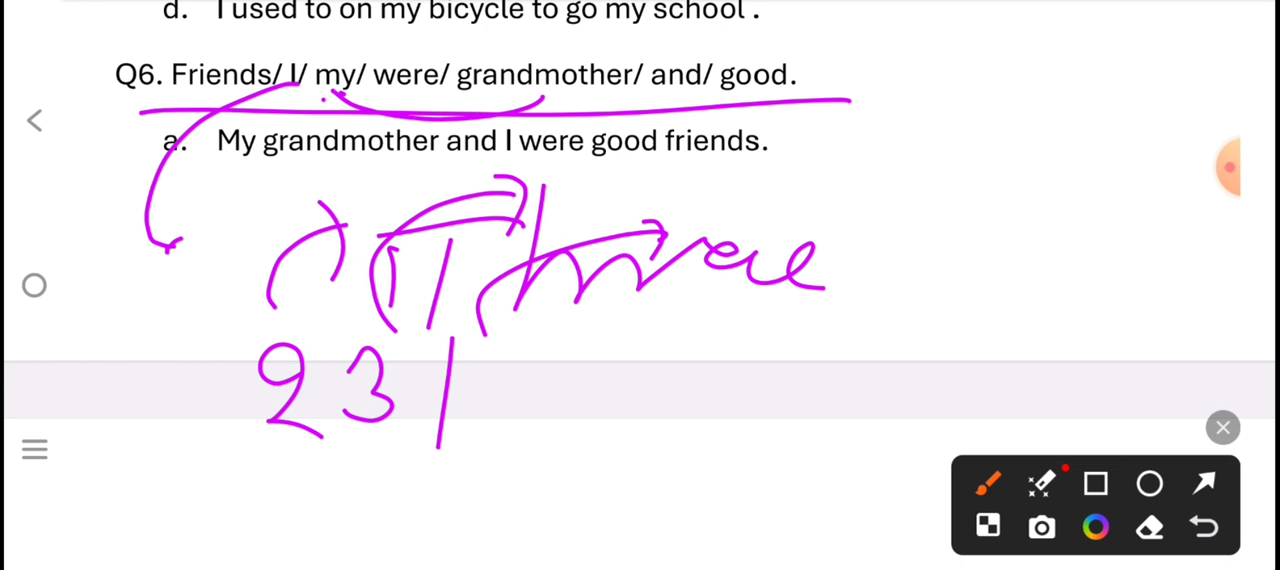 d. I used to on my bicycle to go my school .
Q6. Friends/ I/ my/ were/ grandmother/ and/ good.
a. My grandmother and I were good friends.
231